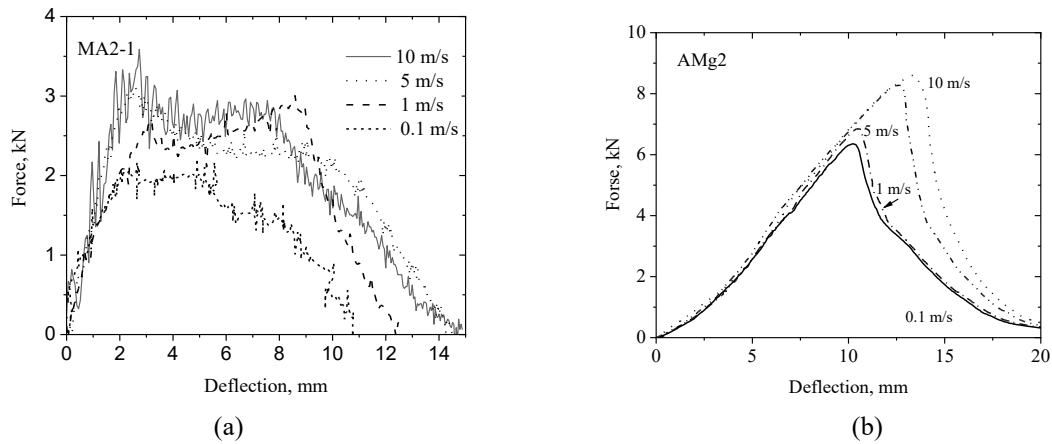 MA2-1
10 m/s
5 m/s
1 m/s
0.1 m/s
Force, kN
4
3
2
1
0
0 2 4 6 8 10 12 14
Deflection, mm
(a)
AMg2
10 m/s
5 m/s
1 m/s
0.1 m/s
Forse, kN
10
8
6
4
2
0
0 5 10 15 20
Deflection, mm
(b)